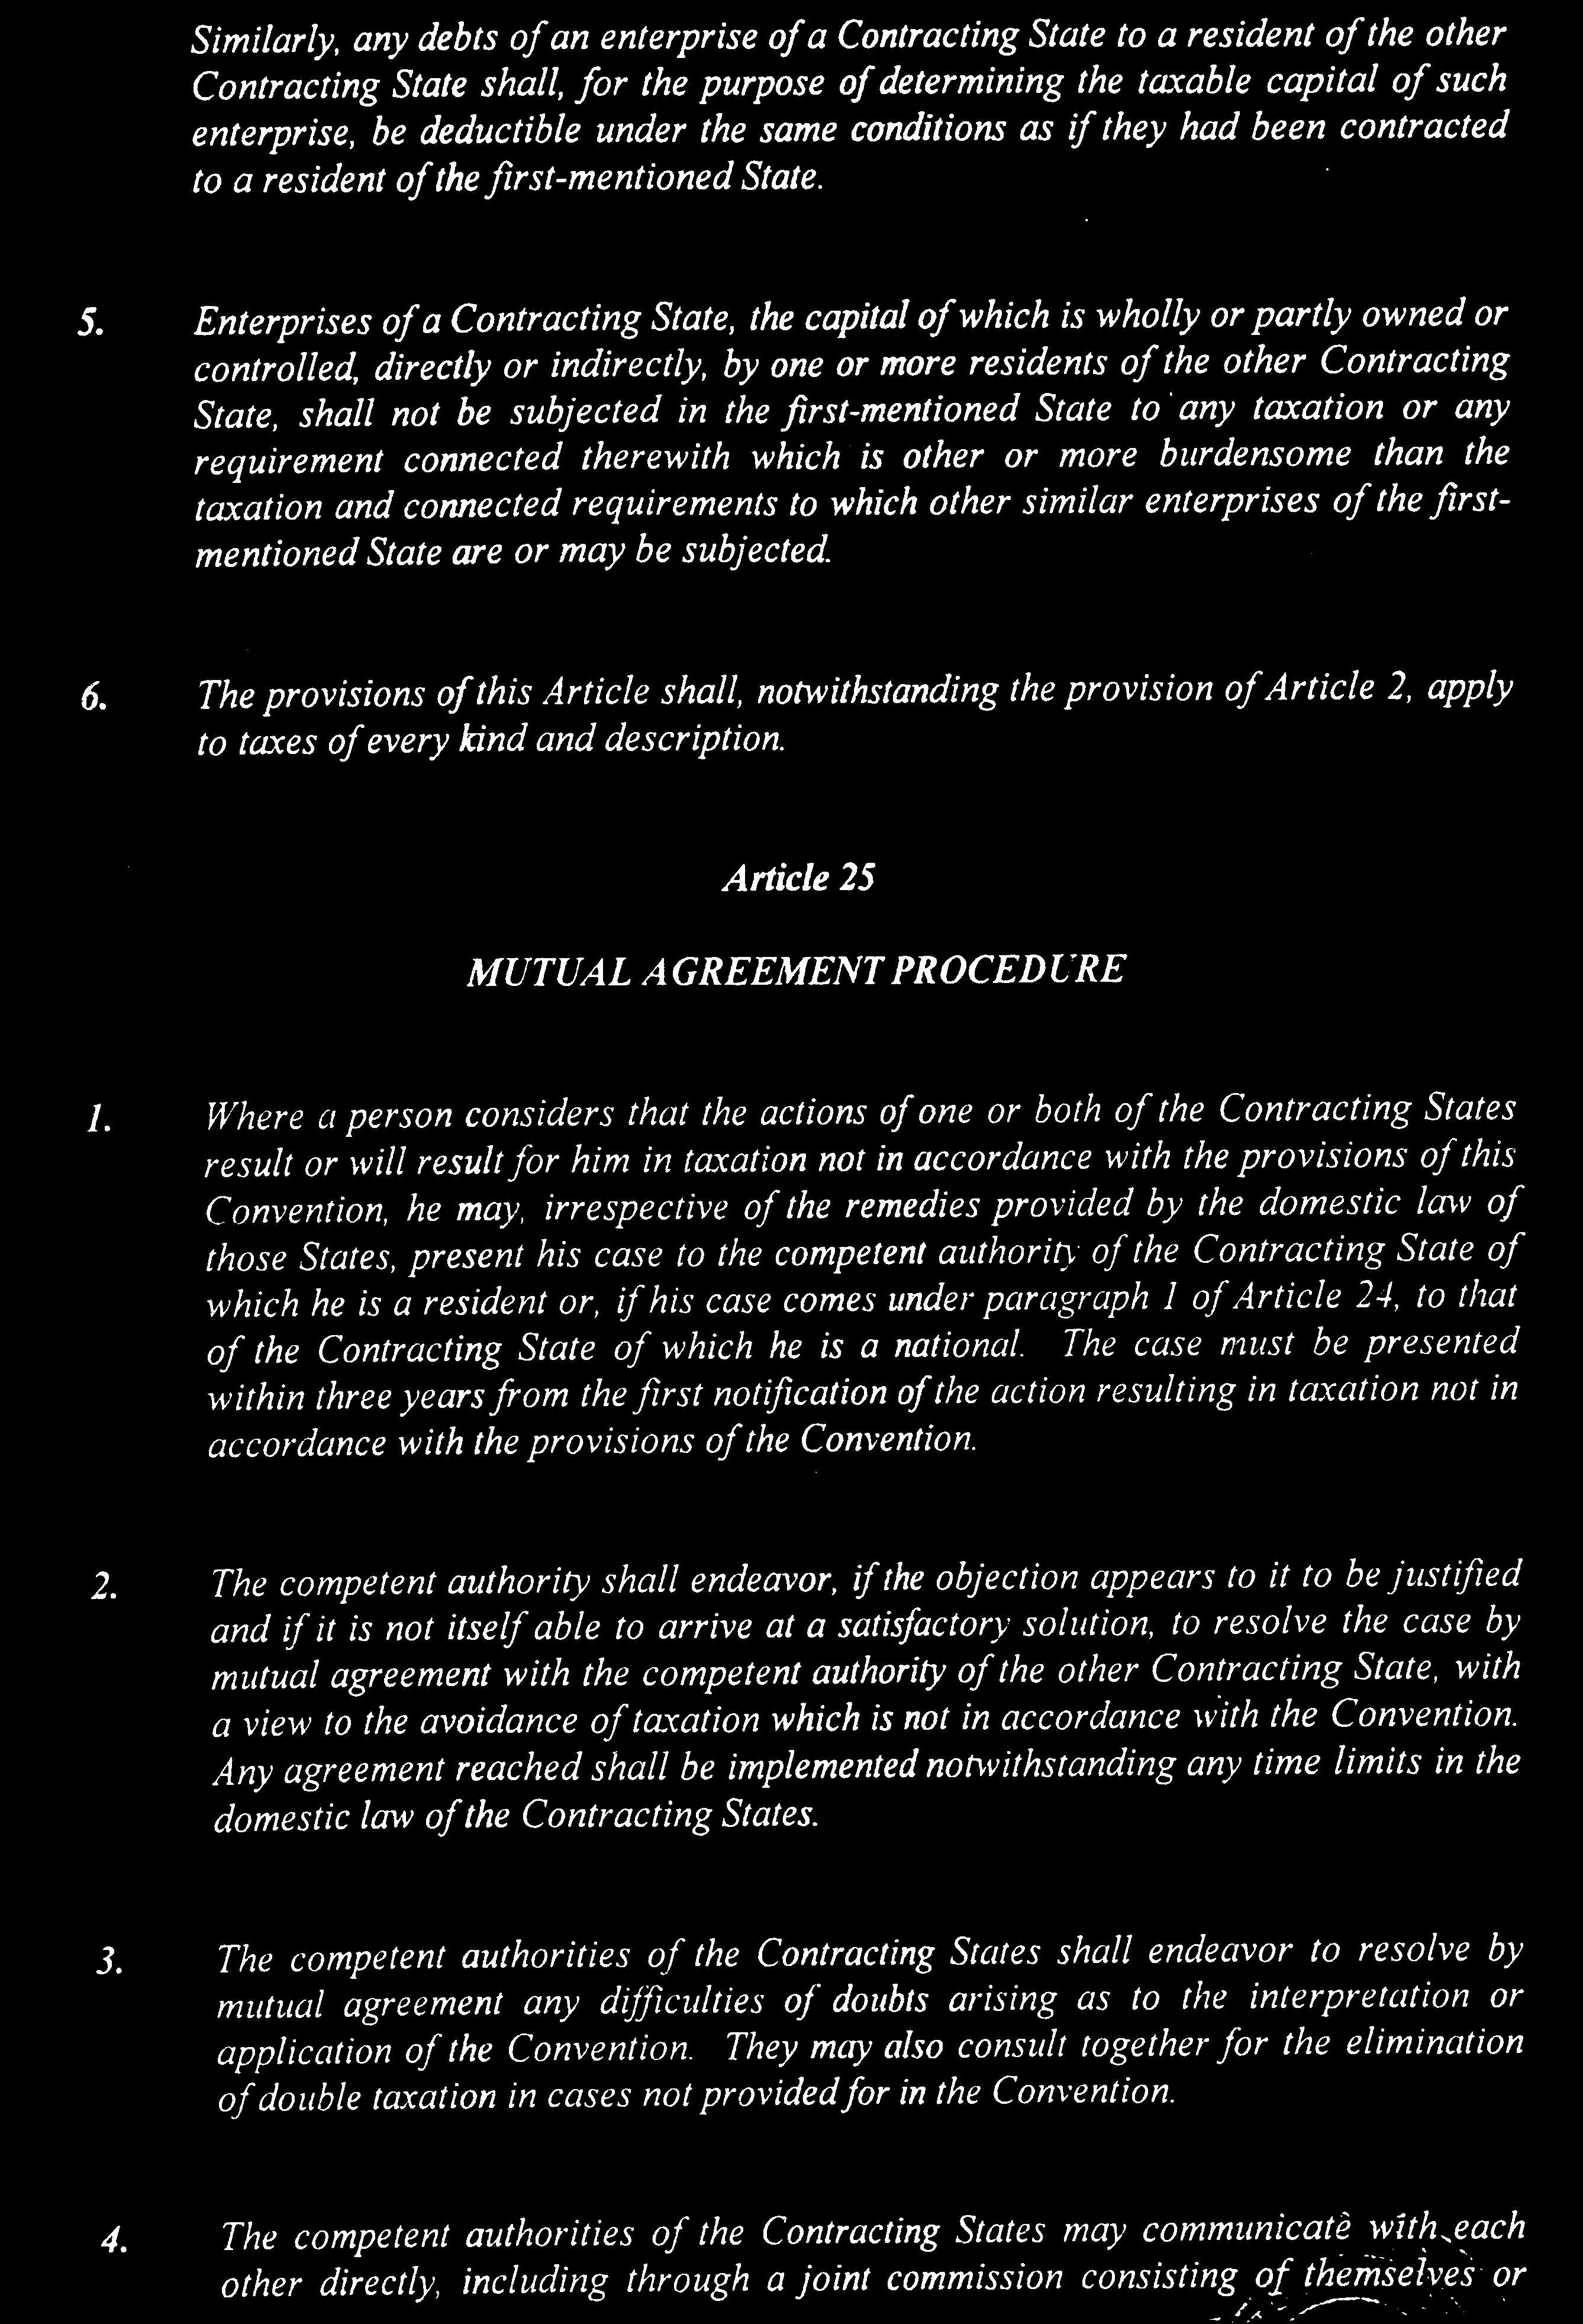 Similarly, any debts of an enterprise of a Contracting State to a resident of the other
Contracting State shall, for the purpose of determining the taxable capital of such
enterprise, be deductible under the same conditions as if they had been contracted
to a resident of the first-mentioned State.
5. Enterprises of a Contracting State, the capital of which is wholly or partly owned or
controlled, directly or indirectly, by one or more residents of the other Contracting
State, shall not be subjected in the first-mentioned State to any taxation or any
requirement connected therewith which is other or more burdensome than the
taxation and connected requirements to which other similar enterprises of the first-
mentioned State are or may be subjected.
6. The provisions of this Article shall, notwithstanding the provision of Article 2, apply
to taxes of every kind and description.
Article 25
MUTUAL AGREEMENT PROCEDURE
1. Where a person considers that the actions of one or both of the Contracting States
result or will result for him in taxation not in accordance with the provisions of this
Convention, he may, irrespective of the remedies provided by the domestic law of
those States, present his case to the competent authority of the Contracting State of
which he is a resident or, if his case comes under paragraph 1 of Article 24, to that
of the Contracting State of which he is a national. The case must be presented
within three years from the first notification of the action resulting in taxation not in
accordance with the provisions of the Convention.
2. The competent authority shall endeavor, if the objection appears to it to be justified
and if it is not itself able to arrive at a satisfactory solution, to resolve the case by
mutual agreement with the competent authority of the other Contracting State, with
a view to the avoidance of taxation which is not in accordance with the Convention.
Any agreement reached shall be implemented notwithstanding any time limits in the
domestic law of the Contracting States.
3. The competent authorities of the Contracting States shall endeavor to resolve by
mutual agreement any difficulties of doubts arising as to the interpretation or
application of the Convention. They may also consult together for the elimination
of double taxation in cases not provided for in the Convention.
4. The competent authorities of the Contracting States may communicate with each
other directly, including through a joint commission consisting of themselves or